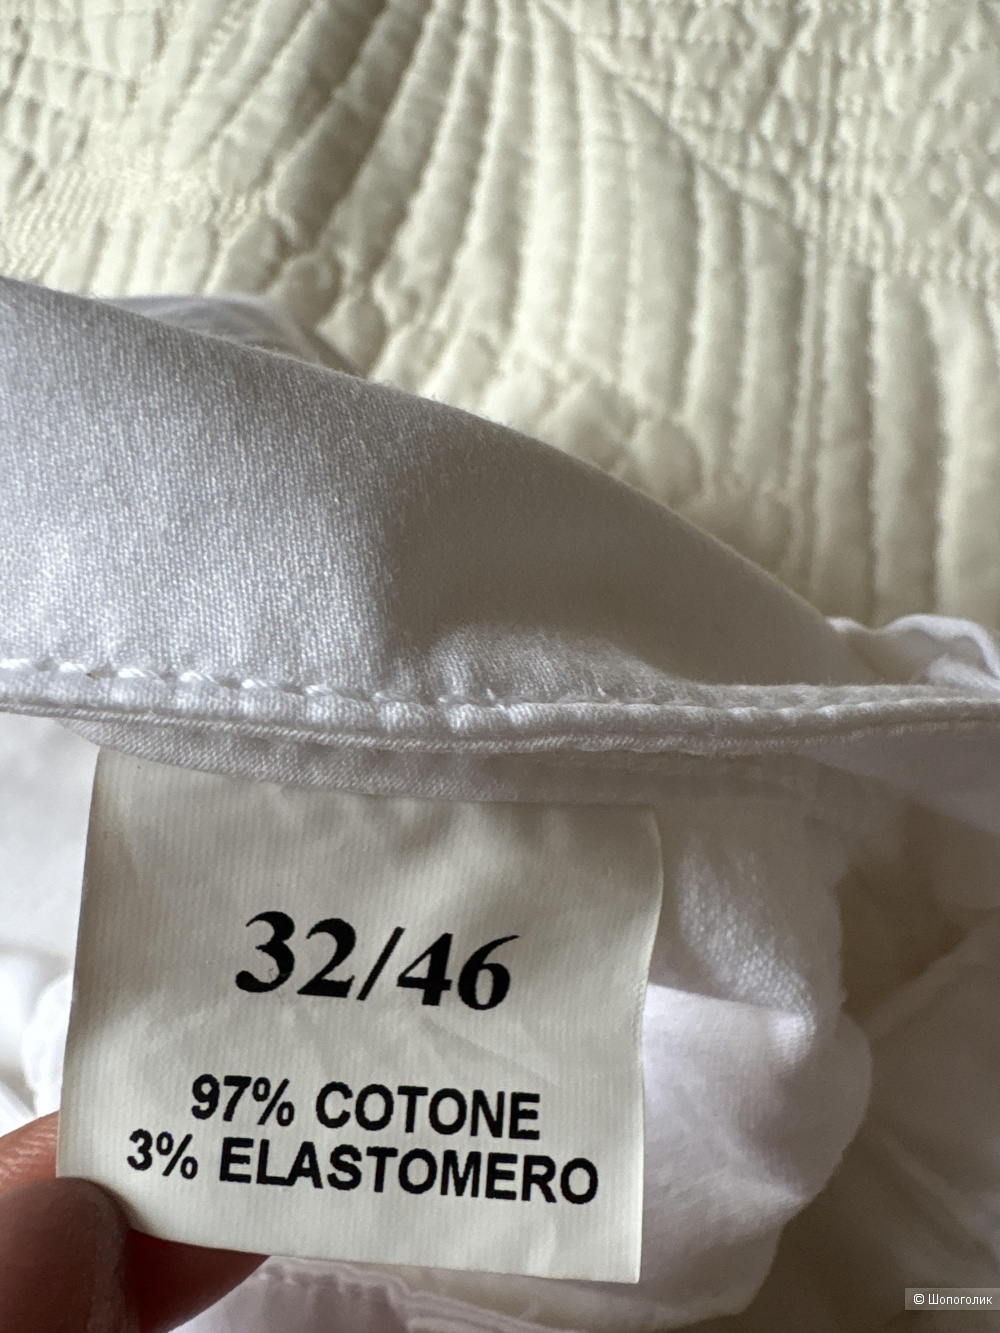 32/46
97% COTONE
3% ELASTOMERO
© Шопоголик